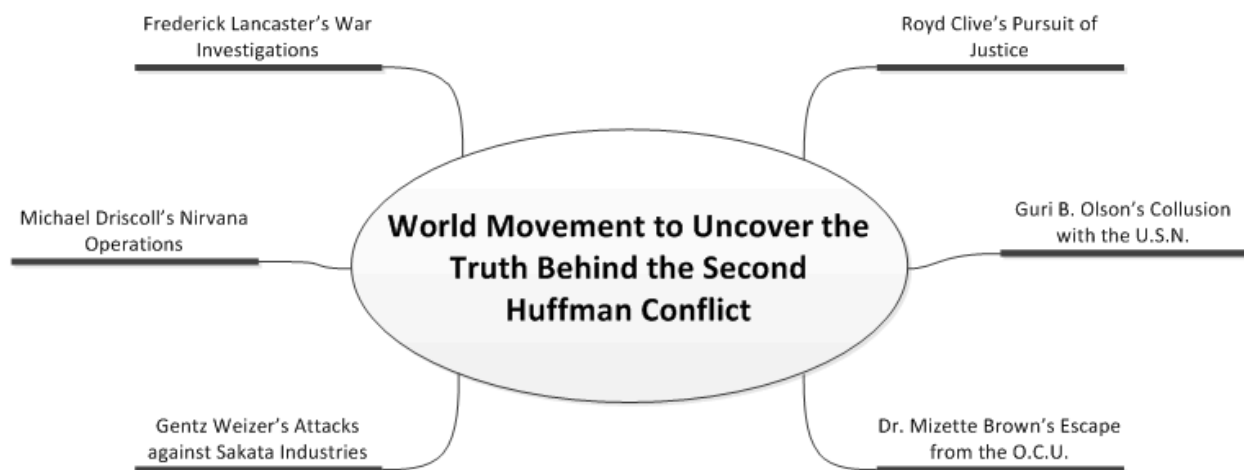 Frederick Lancaster's War
Investigations
Royd Clive's Pursuit of
Justice
Michael Driscoll's Nirvana
Operations
World Movement to Uncover the
Truth Behind the Second
Huffman Conflict
Guri B. Olson's Collusion
with the U.S.N.
Gentz Weizer's Attacks
against Sakata Industries
Dr. Mizette Brown's Escape
from the O.C.U.